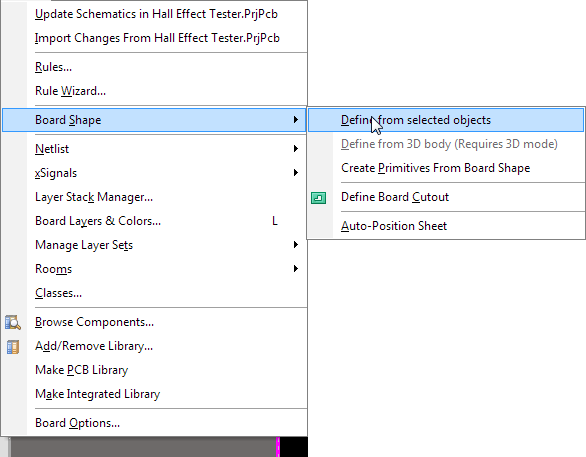 Update Schematics in Hall Effect Tester.PrjPcb
Import Changes From Hall Effect Tester.PrjPcb
Rules...
Rule Wizard...
Board Shape
Define from selected objects
Define from 3D body (Requires 3D mode)
Create Primitives From Board Shape
Define Board Cutout
Auto-Position Sheet
Netlist
xSignals
Layer Stack Manager...
Board Layers & Colors... L
Manage Layer Sets
Rooms
Classes...
Browse Components...
Add/Remove Library...
Make PCB Library
Make Integrated Library
Board Options...